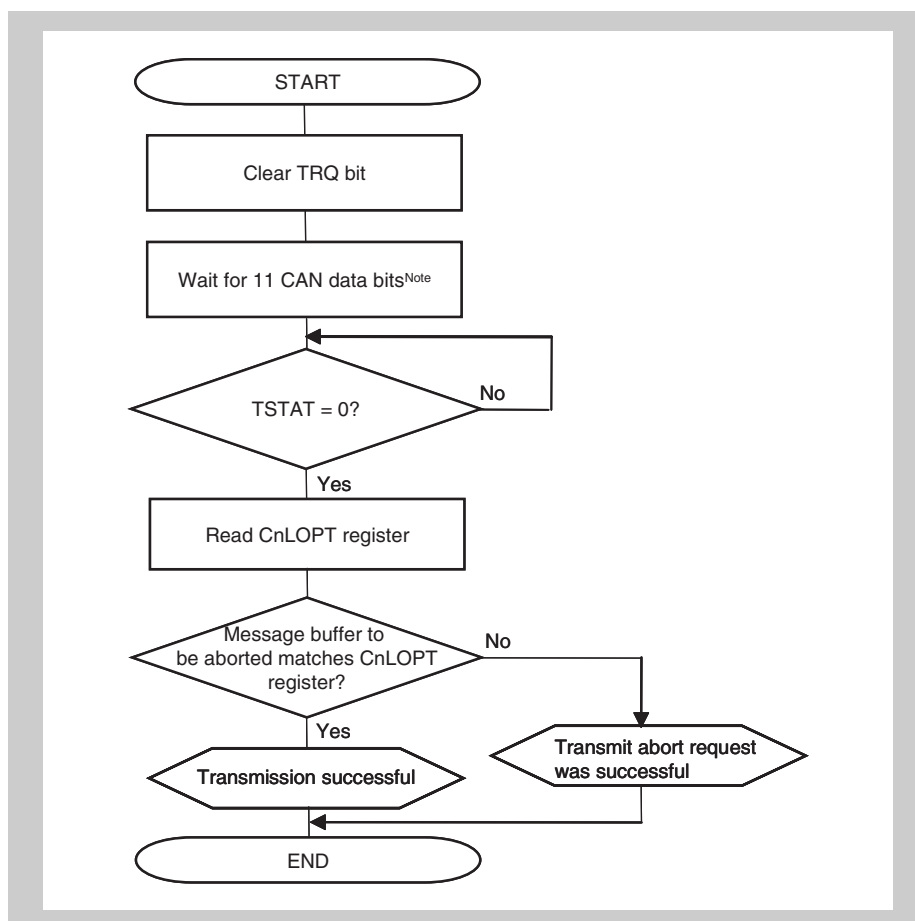 START
Clear TRQ bit
Wait for 11 CAN data bitsNote
TSTAT = 0?
No
Yes
Read CnLOPT register
Message buffer to
be aborted matches CnLOPT
register?
No
Yes
Transmission successful
Transmit abort request
was successful
END